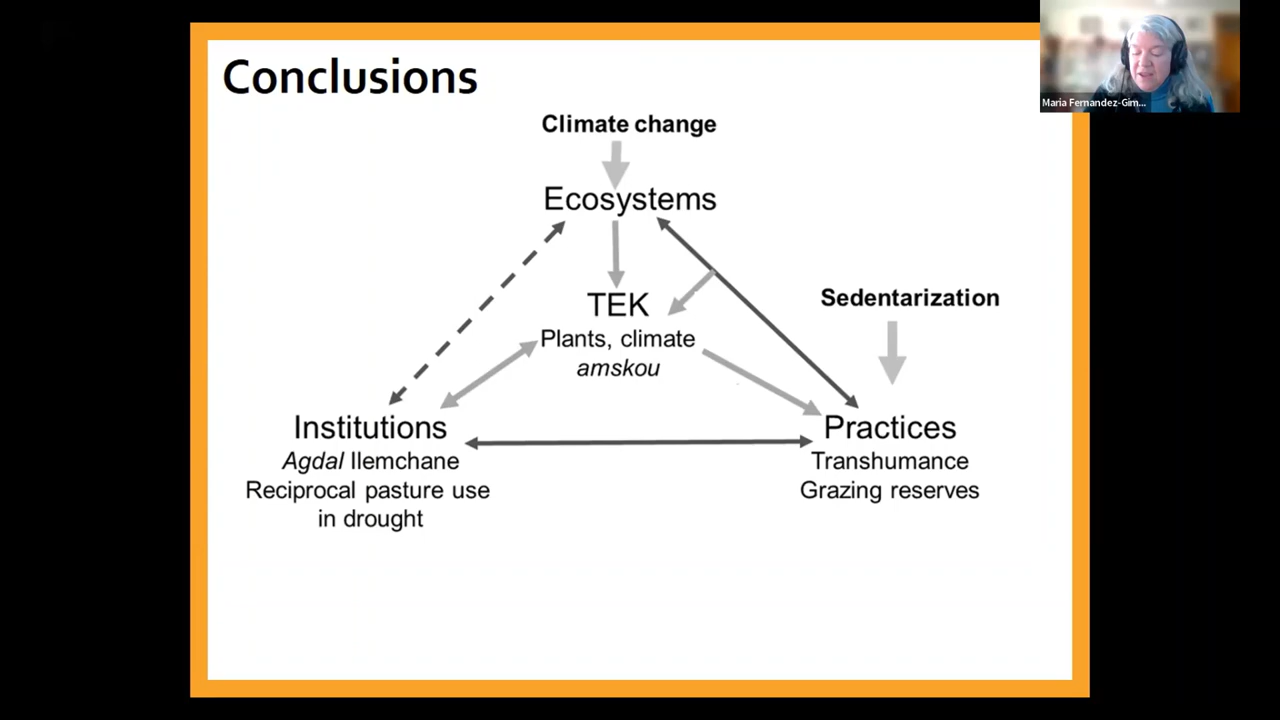 Conclusions
Maria Fernandez-Gim...
Climate change
Ecosystems
TEK
Plants, climate
amskou
Sedentarization
Institutions
Agdal Ilemchane
Reciprocal pasture use
in drought
Practices
Transhumance
Grazing reserves